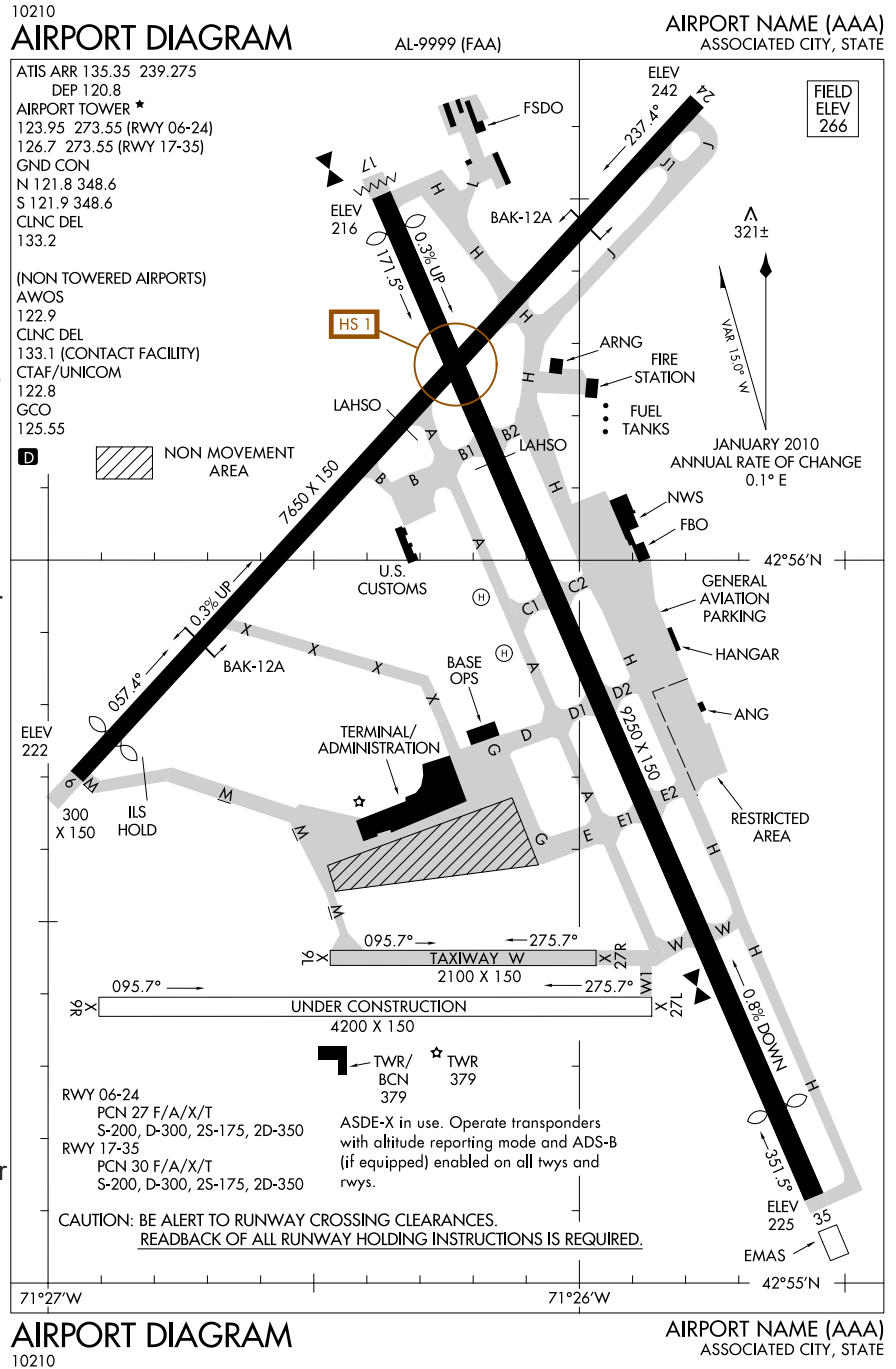 10210
AIRPORT DIAGRAM
AL-9999 (FAA)
AIRPORT NAME (AAA)
ASSOCIATED CITY, STATE
ATIS ARR 135.35 239.275
DEP 120.8
AIRPORT TOWER ★
123.95 273.55 (RWY 06-24)
126.7 273.55 (RWY 17-35)
GND CON
N 121.8 348.6
S 121.9 348.6
CLNC DEL
133.2
(NON TOWERED AIRPORTS)
AWOS
122.9
CLNC DEL
133.1 (CONTACT FACILITY)
CTAF/UNICOM
122.8
GCO
125.55
D
NON MOVEMENT
AREA
FSDO
ELEV
242
24
FIELD
ELEV
266
237.4°
J
J1
J
17
H
L
H
H
ELEV
216
0.3% UP
171.5°
BAK-12A
321±
VAR 15.0° W
JANUARY 2010
ANNUAL RATE OF CHANGE
0.1° E
HS 1
H
ARNG
FIRE
STATION
FUEL
TANKS
LAHSO
A
B
B
B1
B2
LAHSO
H
7650 X 150
NWS
FBO
42°56'N
U.S.
CUSTOMS
A
H
H
C1
C2
GENERAL
AVIATION
PARKING
HANGAR
ANG
0.3% UP
057.4°
BAK-12A
X
X
X
X
BASE
OPS
A
H
D
D1
D2
G
9250 X 150
ELEV
222
6
300
X 150
ILS
HOLD
M
M
M
M
TERMINAL/
ADMINISTRATION
A
G
E
E1
E2
RESTRICTED
AREA
H
H
W
W
9L
X
095.7°
275.7°
TAXIWAY W
2100 X 150
X
27R
W1
9R
X
095.7°
275.7°
UNDER CONSTRUCTION
4200 X 150
X
27L
0.8% DOWN
H
TWR/
BCN
379
TWR
379
RWY 06-24
PCN 27 F/A/X/T
S-200, D-300, 2S-175, 2D-350
RWY 17-35
PCN 30 F/A/X/T
S-200, D-300, 2S-175, 2D-350
ASDE-X in use. Operate transponders
with altitude reporting mode and ADS-B
(if equipped) enabled on all twys and
rwys.
351.5°
ELEV
225
35
EMAS
CAUTION: BE ALERT TO RUNWAY CROSSING CLEARANCES.
READBACK OF ALL RUNWAY HOLDING INSTRUCTIONS IS REQUIRED.
42°55'N
71°27'W
71°26'W
AIRPORT DIAGRAM
10210
AIRPORT NAME (AAA)
ASSOCIATED CITY, STATE